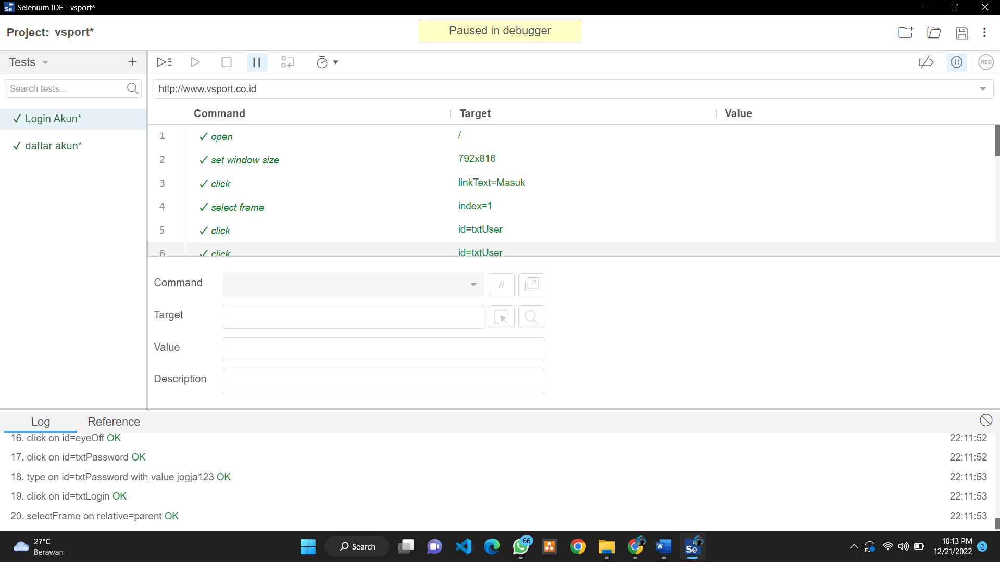 Selenium IDE - vsport*
Project: vsport*
Paused in debugger
Tests
REC
Search tests...
http://www.vsport.co.id
Command Target Value
✓ Login Akun*
✓ daftar akun*
1 ✓ open /
2 ✓ set window size 792x816
3 ✓ click linkText=Masuk
4 ✓ select frame index=1
5 ✓ click id=txtUser
6 ✓ click id=txtUser
Command //
Target
Value
Description
Log Reference
16. click on id=eyeOff OK 22:11:52
17. click on id=txtPassword OK 22:11:52
18. type on id=txtPassword with value jogja123 OK 22:11:53
19. click on id=txtLogin OK 22:11:53
20. selectFrame on relative=parent OK 22:11:53
27°C
Berawan
Search
66
W
Se
10:13 PM
12/21/2022
2